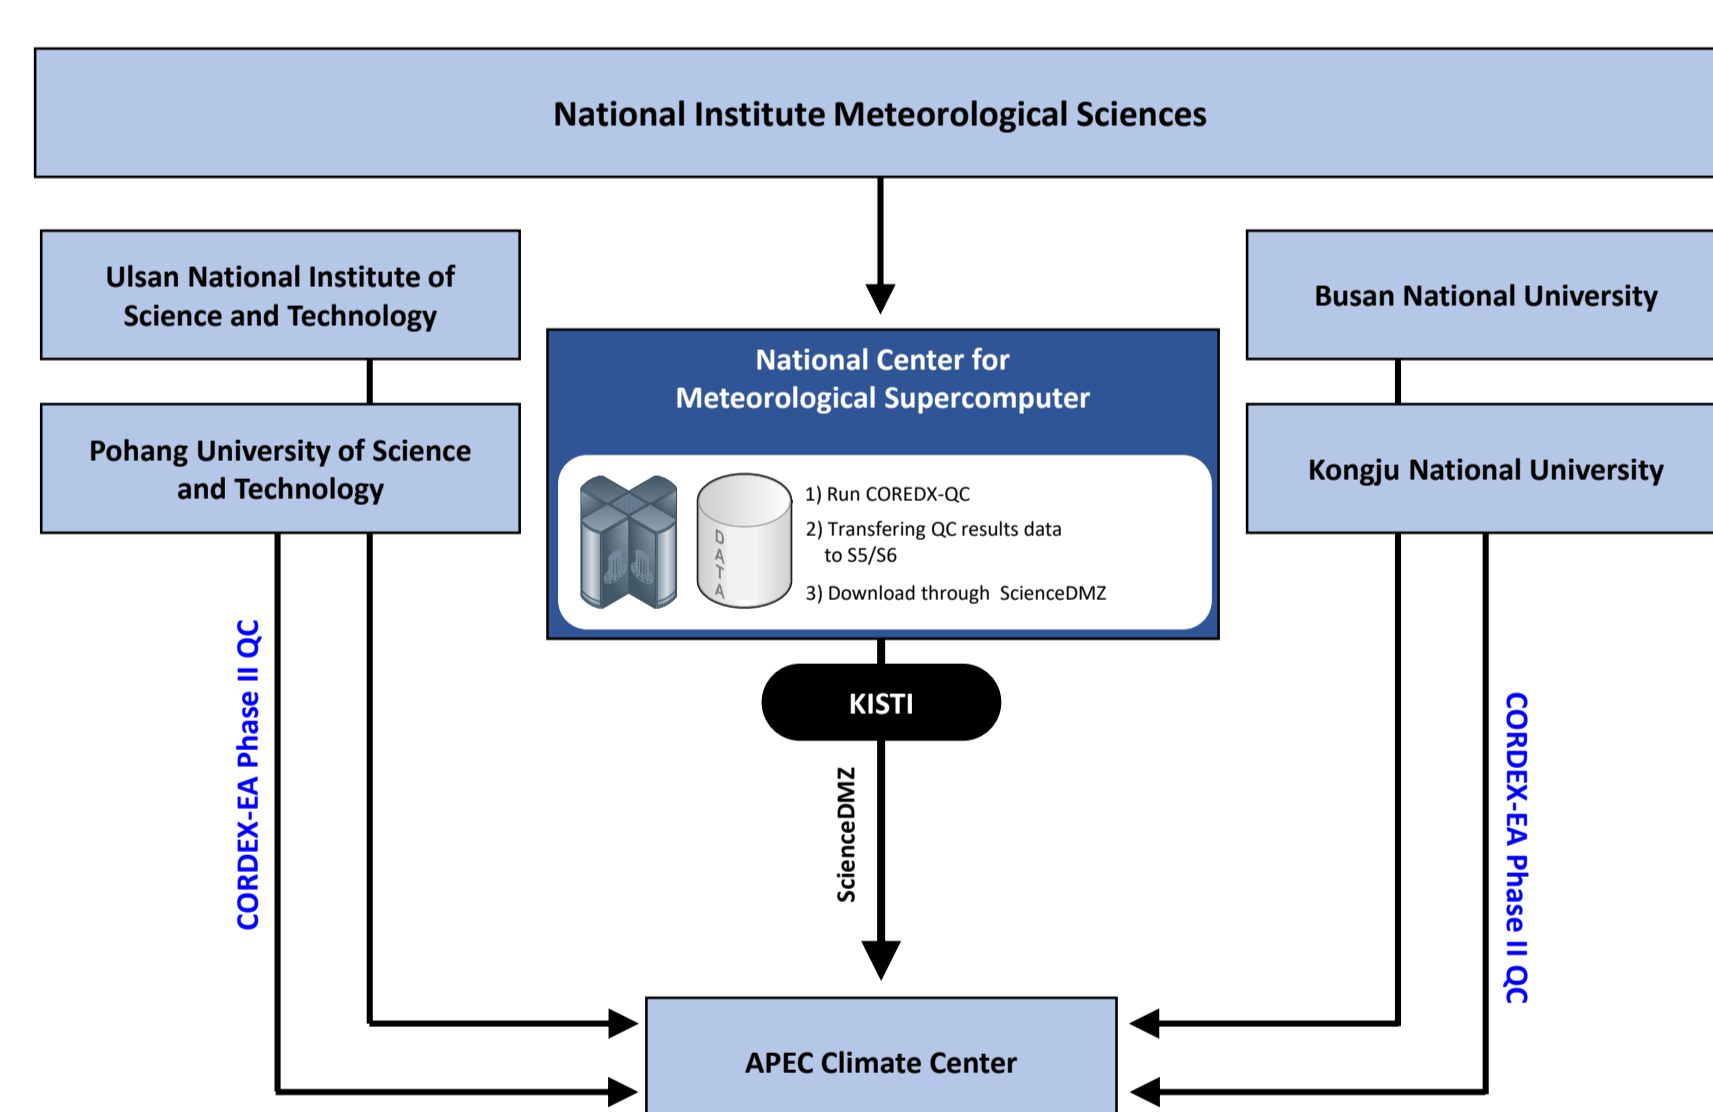 National Institute Meteorological Sciences
Ulsan National Institute of
Science and Technology
Busan National University
National Center for
Meteorological Supercomputer
Pohang University of Science
and Technology
Kongju National University
DATA
1) Run COREDX-QC
2) Transfering QC results data
to S5/S6
3) Download through ScienceDMZ
KISTI
CORDEX-EA Phase II QC
ScienceDMZ
CORDEX-EA Phase II QC
APEC Climate Center